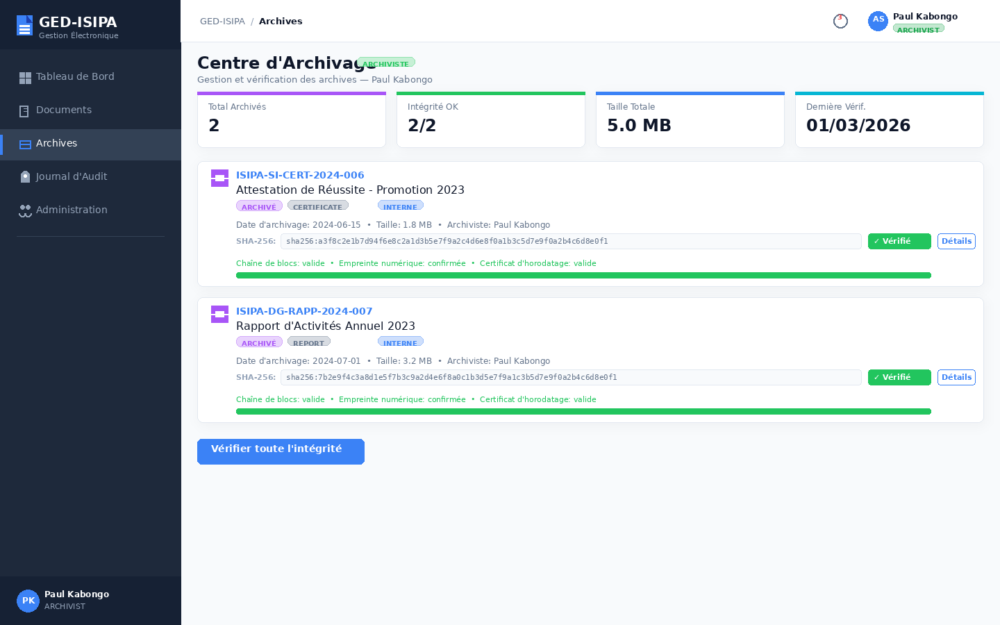 GED-ISIPA
Gestion Électronique
Tableau de Bord
Documents
Archives
Journal d'Audit
Administration
Paul Kabongo
PK
ARCHIVIST
GED-ISIPA / Archives
3
AS
Paul Kabongo
ARCHIVIST
Centre d'Archivage
ARCHIVISTE
Gestion et vérification des archives — Paul Kabongo
Total Archivés
2
Intégrité OK
2/2
Taille Totale
5.0 MB
Dernière Vérif.
01/03/2026
ISIPA-SI-CERT-2024-006
Attestation de Réussite - Promotion 2023
ARCHIVÉ CERTIFICATE INTERNE
Date d'archivage: 2024-06-15 • Taille: 1.8 MB • Archiviste: Paul Kabongo
SHA-256: sha256:a3f8c2e1b7d94f6e8c2a1d3b5e7f9a2c4d6e8f0a1b3c5d7e9f0a2b4c6d8e0f1 ✓ Vérifié Détails
Chaîne de blocs: valide • Empreinte numérique: confirmée • Certificat d'horodatage: valide
ISIPA-DG-RAPP-2024-007
Rapport d'Activités Annuel 2023
ARCHIVÉ REPORT INTERNE
Date d'archivage: 2024-07-01 • Taille: 3.2 MB • Archiviste: Paul Kabongo
SHA-256: sha256:7b2e9f4c3a8d1e5f7b3c9a2d4e6f8a0c1b3d5e7f9a1c3b5d7e9f0a2b4c6d8e0f1 ✓ Vérifié Détails
Chaîne de blocs: valide • Empreinte numérique: confirmée • Certificat d'horodatage: valide
Vérifier toute l'intégrité